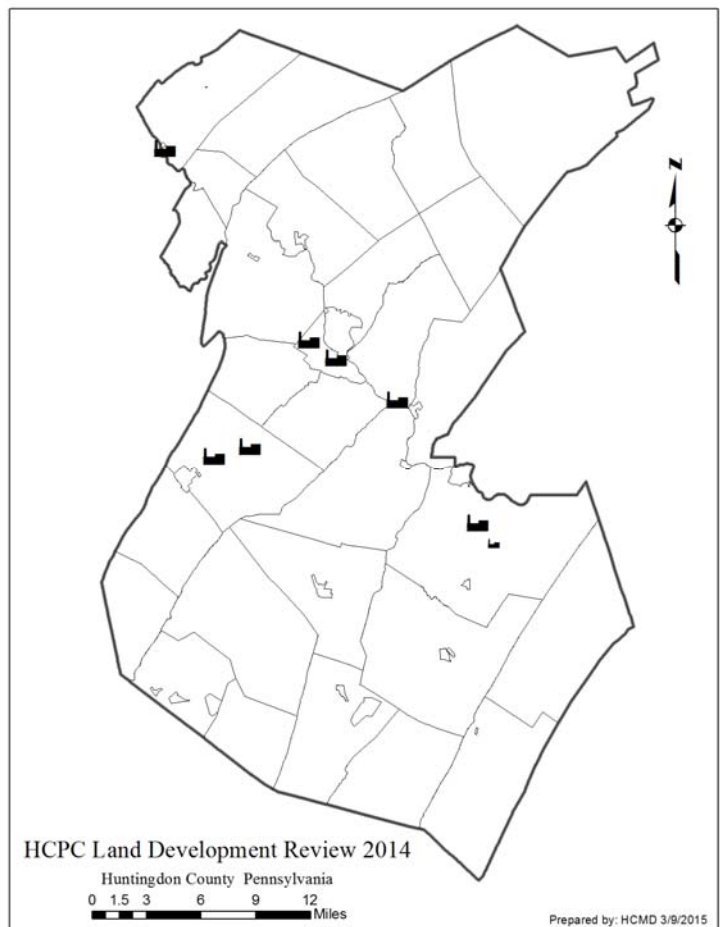 N
HCPC Land Development Review 2014
Huntingdon County Pennsylvania
0 1.5 3 6 9 12 Miles
Prepared by: HCMD 3/9/2015